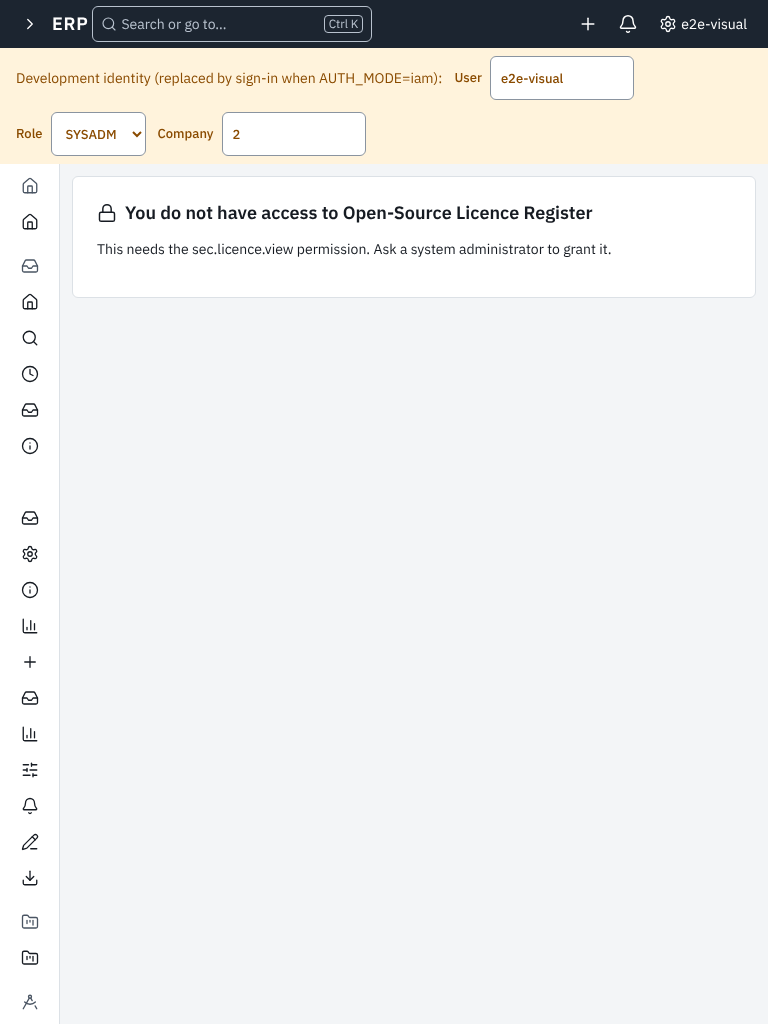 ERP Search or go to... Ctrl K e2e-visual
Development identity (replaced by sign-in when AUTH_MODE=iam): User e2e-visual
Role SYSADM Company 2
You do not have access to Open-Source Licence Register
This needs the sec.licence.view permission. Ask a system administrator to grant it.